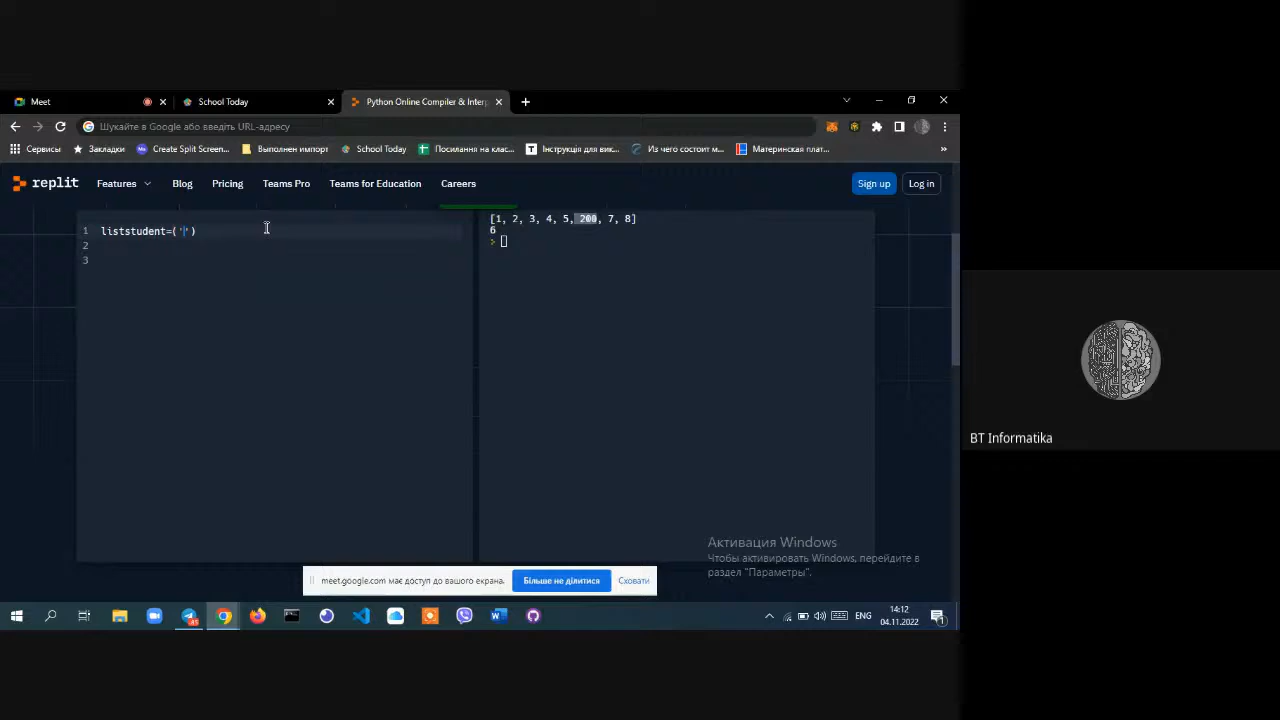 Meet
School Today
Python Online Compiler & Interp
Шукайте в Google або введіть URL-адресу
Сервисы
Закладки
Create Split Screen...
Выполнен импорт
School Today
Посилання на клас...
Інструкція для вик...
Из чего состоит м...
Материнская плат...
»
replit
Features
Blog
Pricing
Teams Pro
Teams for Education
Careers
Sign up
Log in
1 liststudent=('')
2
3
[1, 2, 3, 4, 5, 200, 7, 8]
6
>
BT Informatika
Активация Windows
Чтобы активировать Windows, перейдите в
раздел "Параметры".
meet.google.com має доступ до вашого екрана.
Більше не ділитися
Сховати
ENG
14:12
04.11.2022